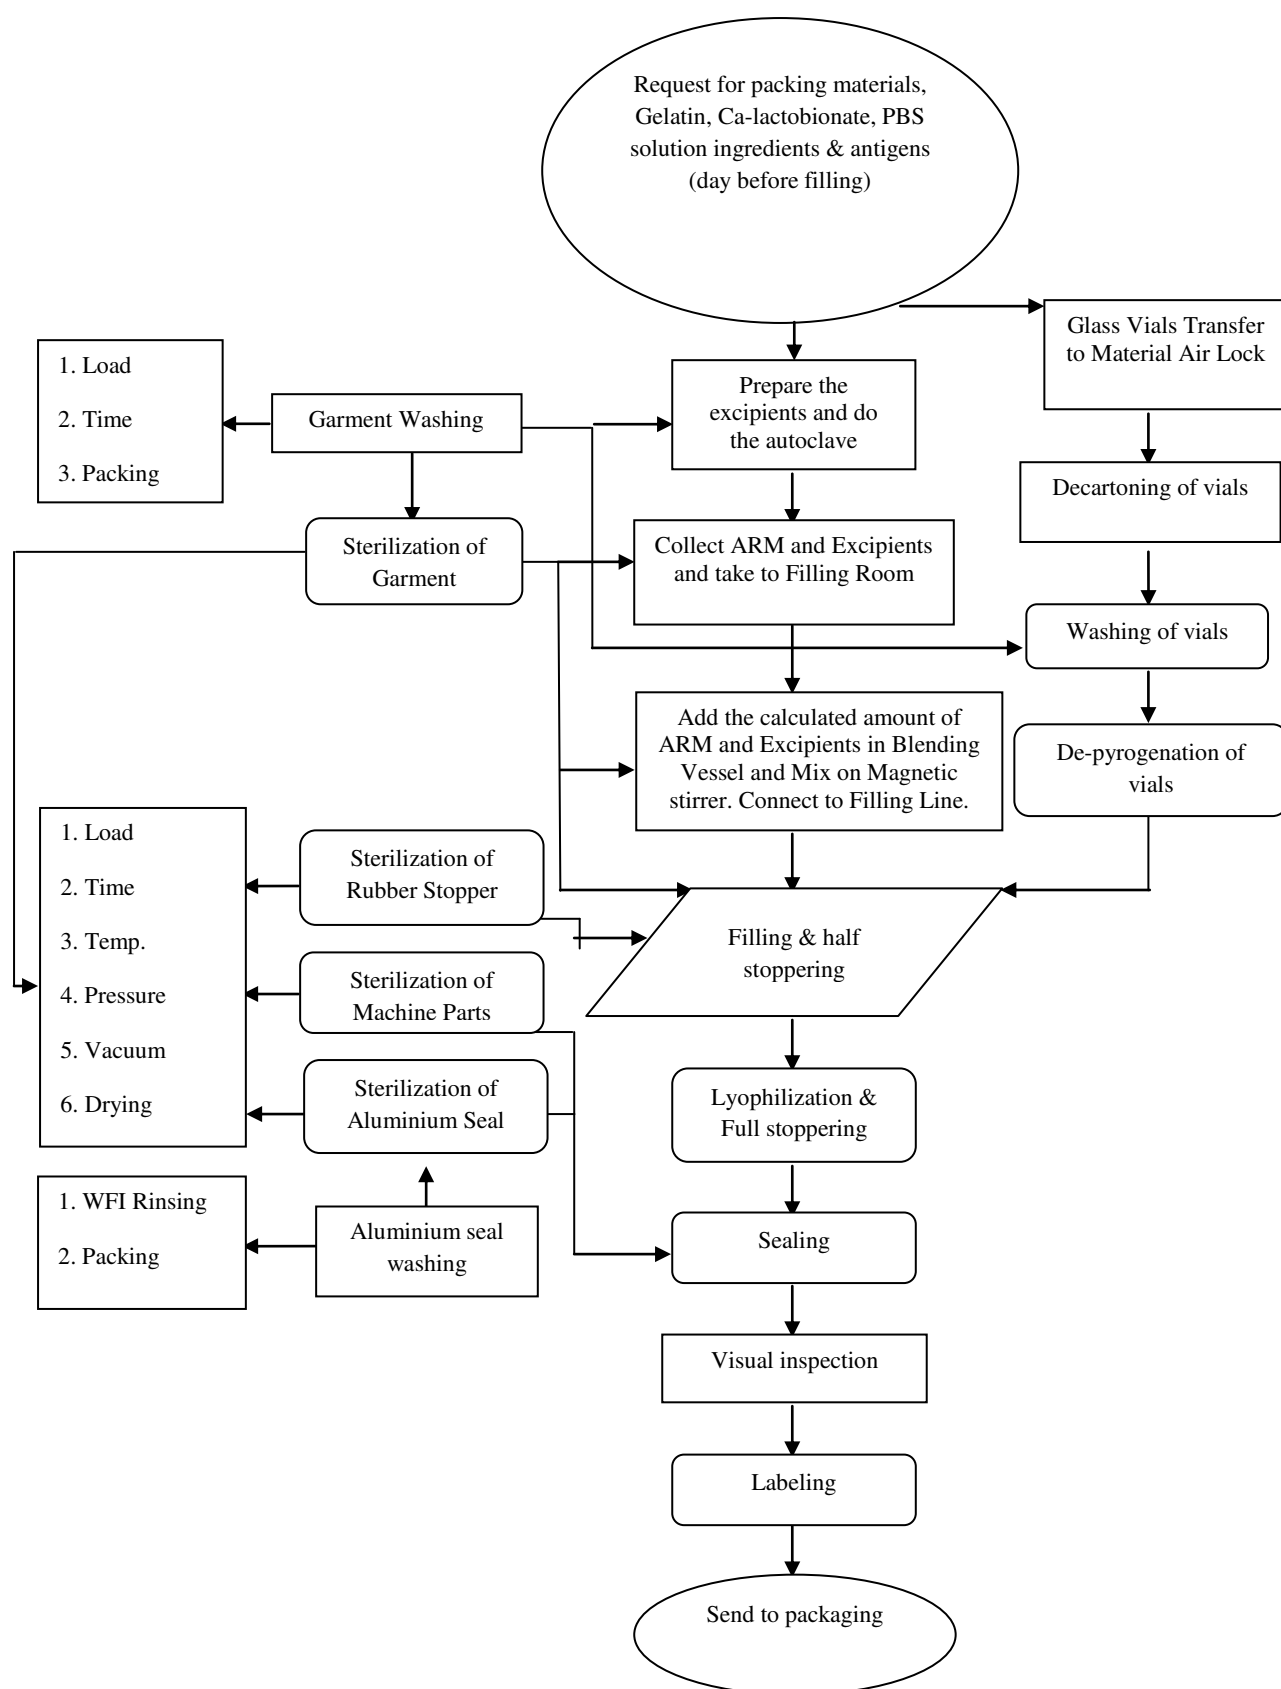 Request for packing materials,
Gelatin, Ca-lactobionate, PBS
solution ingredients & antigens
(day before filling)
Glass Vials Transfer
to Material Air Lock
1. Load
2. Time
3. Packing
Garment Washing
Prepare the
excipients and do
the autoclave
Decartoning of vials
Sterilization of
Garment
Collect ARM and Excipients
and take to Filling Room
Washing of vials
Add the calculated amount of
ARM and Excipients in Blending
Vessel and Mix on Magnetic
stirrer. Connect to Filling Line.
De-pyrogenation of
vials
1. Load
2. Time
3. Temp.
4. Pressure
5. Vacuum
6. Drying
Sterilization of
Rubber Stopper
Filling & half
stoppering
Sterilization of
Machine Parts
Sterilization of
Aluminium Seal
Lyophilization &
Full stoppering
1. WFI Rinsing
2. Packing
Aluminium seal
washing
Sealing
Visual inspection
Labeling
Send to packaging